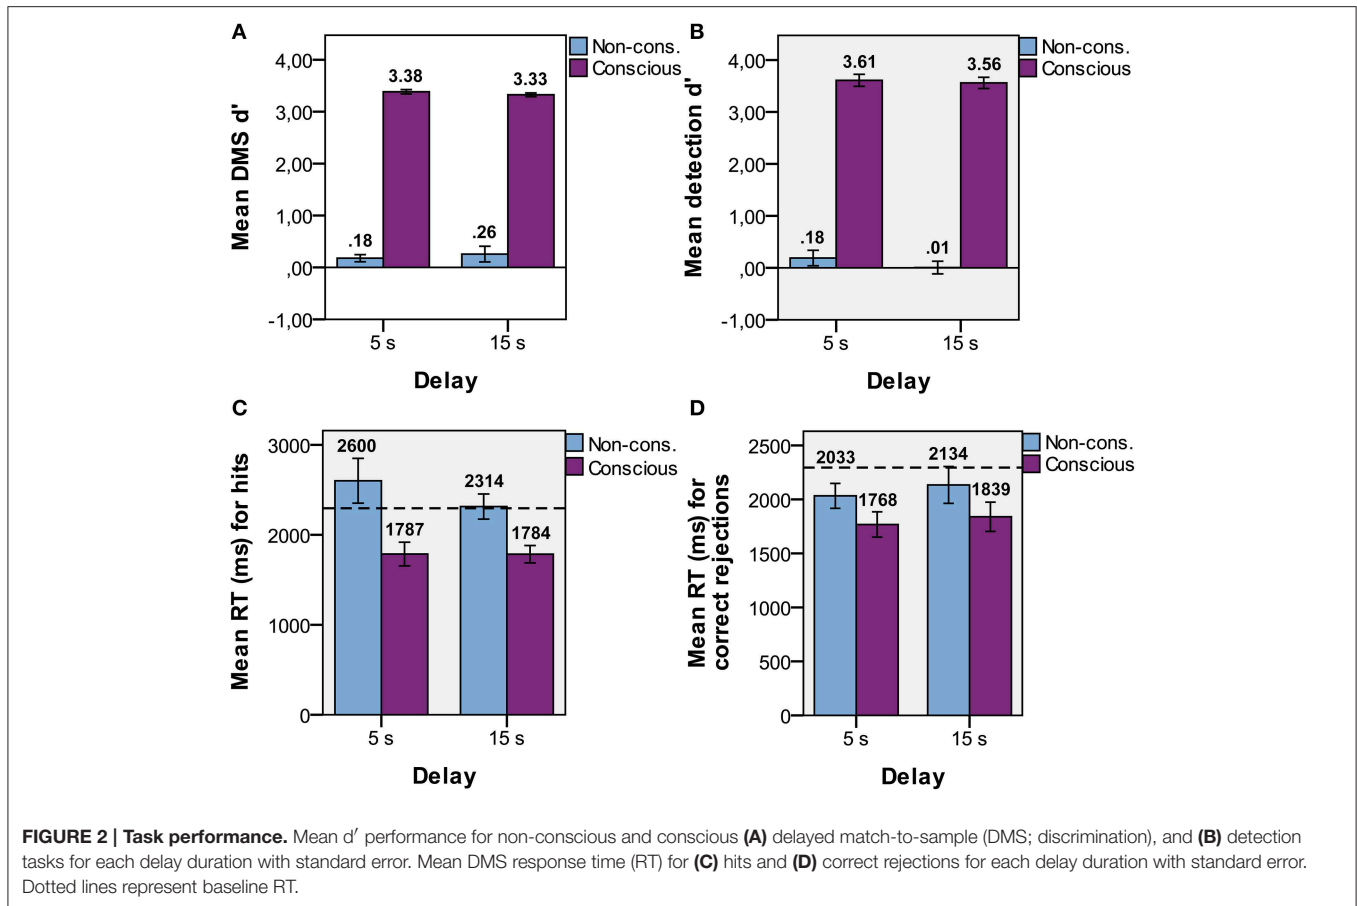 A
Mean DMS d'
4,00
3,00
2,00
1,00
,00
-1,00
3.38
3.33
.18
.26
5 s
15 s
Delay
Non-cons.
Conscious
B
Mean detection d'
4,00
3,00
2,00
1,00
,00
-1,00
3.61
3.56
.18
.01
5 s
15 s
Delay
Non-cons.
Conscious
C
Mean RT (ms) for hits
3000
2000
1000
0
2600
1787
2314
1784
5 s
15 s
Delay
Non-cons.
Conscious
D
Mean RT (ms) for
correct rejections
2500
2000
1500
1000
500
0
2033
1768
2134
1839
5 s
15 s
Delay
Non-cons.
Conscious
FIGURE 2 | Task performance. Mean d′ performance for non-conscious and conscious (A) delayed match-to-sample (DMS; discrimination), and (B) detection
tasks for each delay duration with standard error. Mean DMS response time (RT) for (C) hits and (D) correct rejections for each delay duration with standard error.
Dotted lines represent baseline RT.